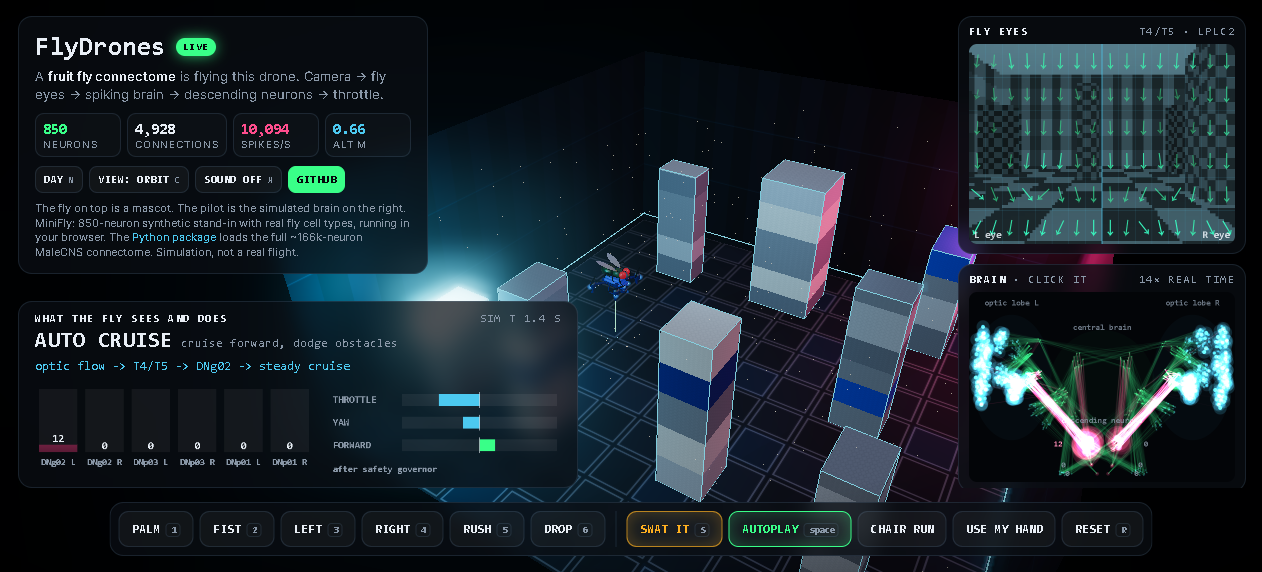 FlyDrones LIVE
A fruit fly connectome is flying this drone. Camera → fly
eyes → spiking brain → descending neurons → throttle.
850 4,928 10,094 0.66
NEURONS CONNECTIONS SPIKES/S ALT M
DAY N VIEW: ORBIT C SOUND OFF GITHUB
The fly on top is a mascot. The pilot is the simulated brain on the right.
MiniFly: 850-neuron synthetic stand-in with real fly cell types, running in
your browser. The Python package loads the full ~166k-neuron
MaleCNS connectome. Simulation, not a real flight.
WHAT THE FLY SEES AND DOES SIM T 1.4 S
AUTO CRUISE cruise forward, dodge obstacles
optic flow -> T4/T5 -> DNg02 -> steady cruise
12 0 0 0 0 0
DNg02 L DNg02 R DNp03 L DNp03 R DNp01 L DNp01 R
THROTTLE
YAW
FORWARD
after safety governor
FLY EYES T4/T5 · LPLC2
L eye R eye
BRAIN · CLICK IT 14× REAL TIME
optic lobe L optic lobe R
central brain
descending
12 0
PALM 1 FIST 2 LEFT 3 RIGHT 4 RUSH 5 DROP 6 SWAT IT S AUTOPLAY space CHAIR RUN USE MY HAND RESET R